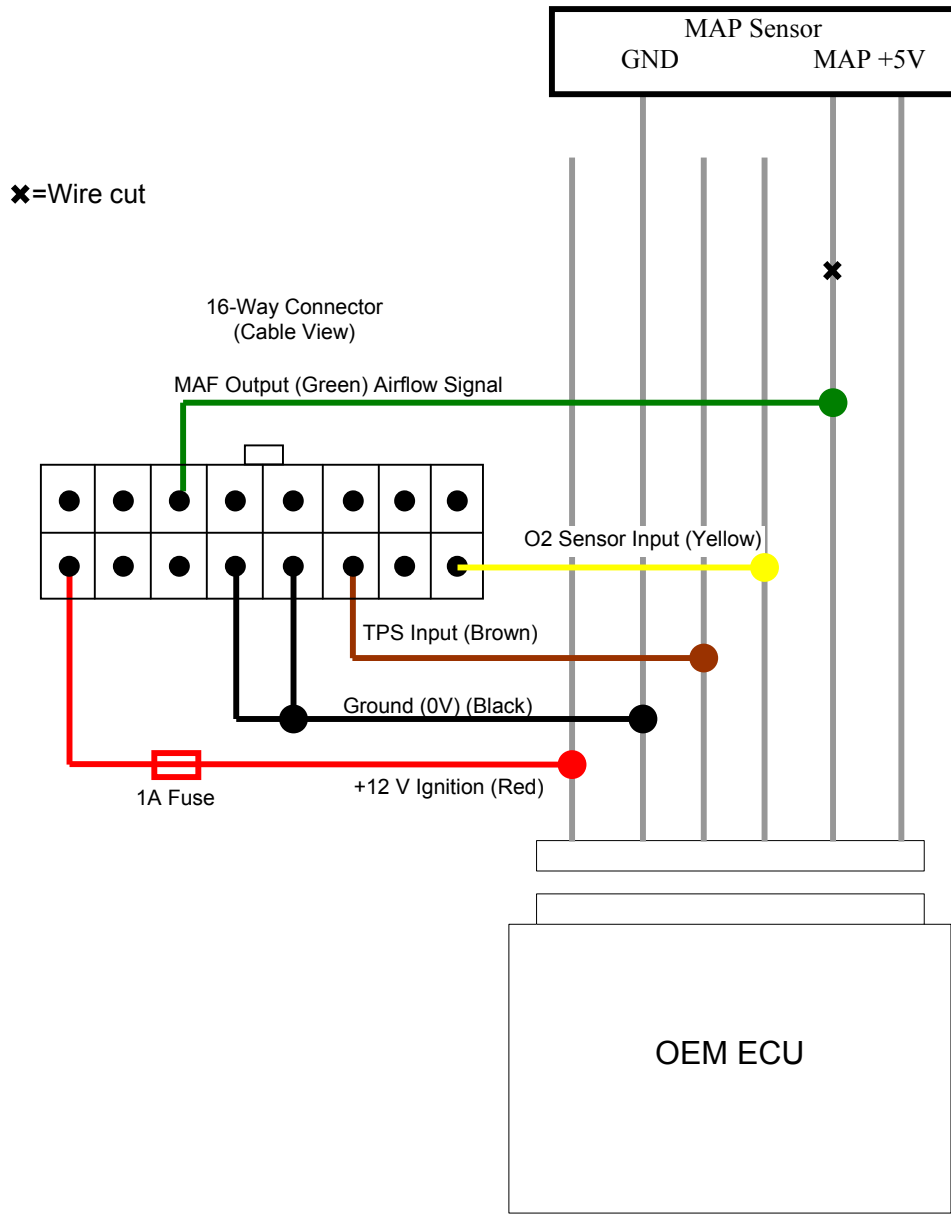 MAP Sensor
GND MAP +5V
✖=Wire cut
16-Way Connector
(Cable View)
MAF Output (Green) Airflow Signal
O2 Sensor Input (Yellow)
TPS Input (Brown)
Ground (0V) (Black)
+12 V Ignition (Red)
1A Fuse
OEM ECU